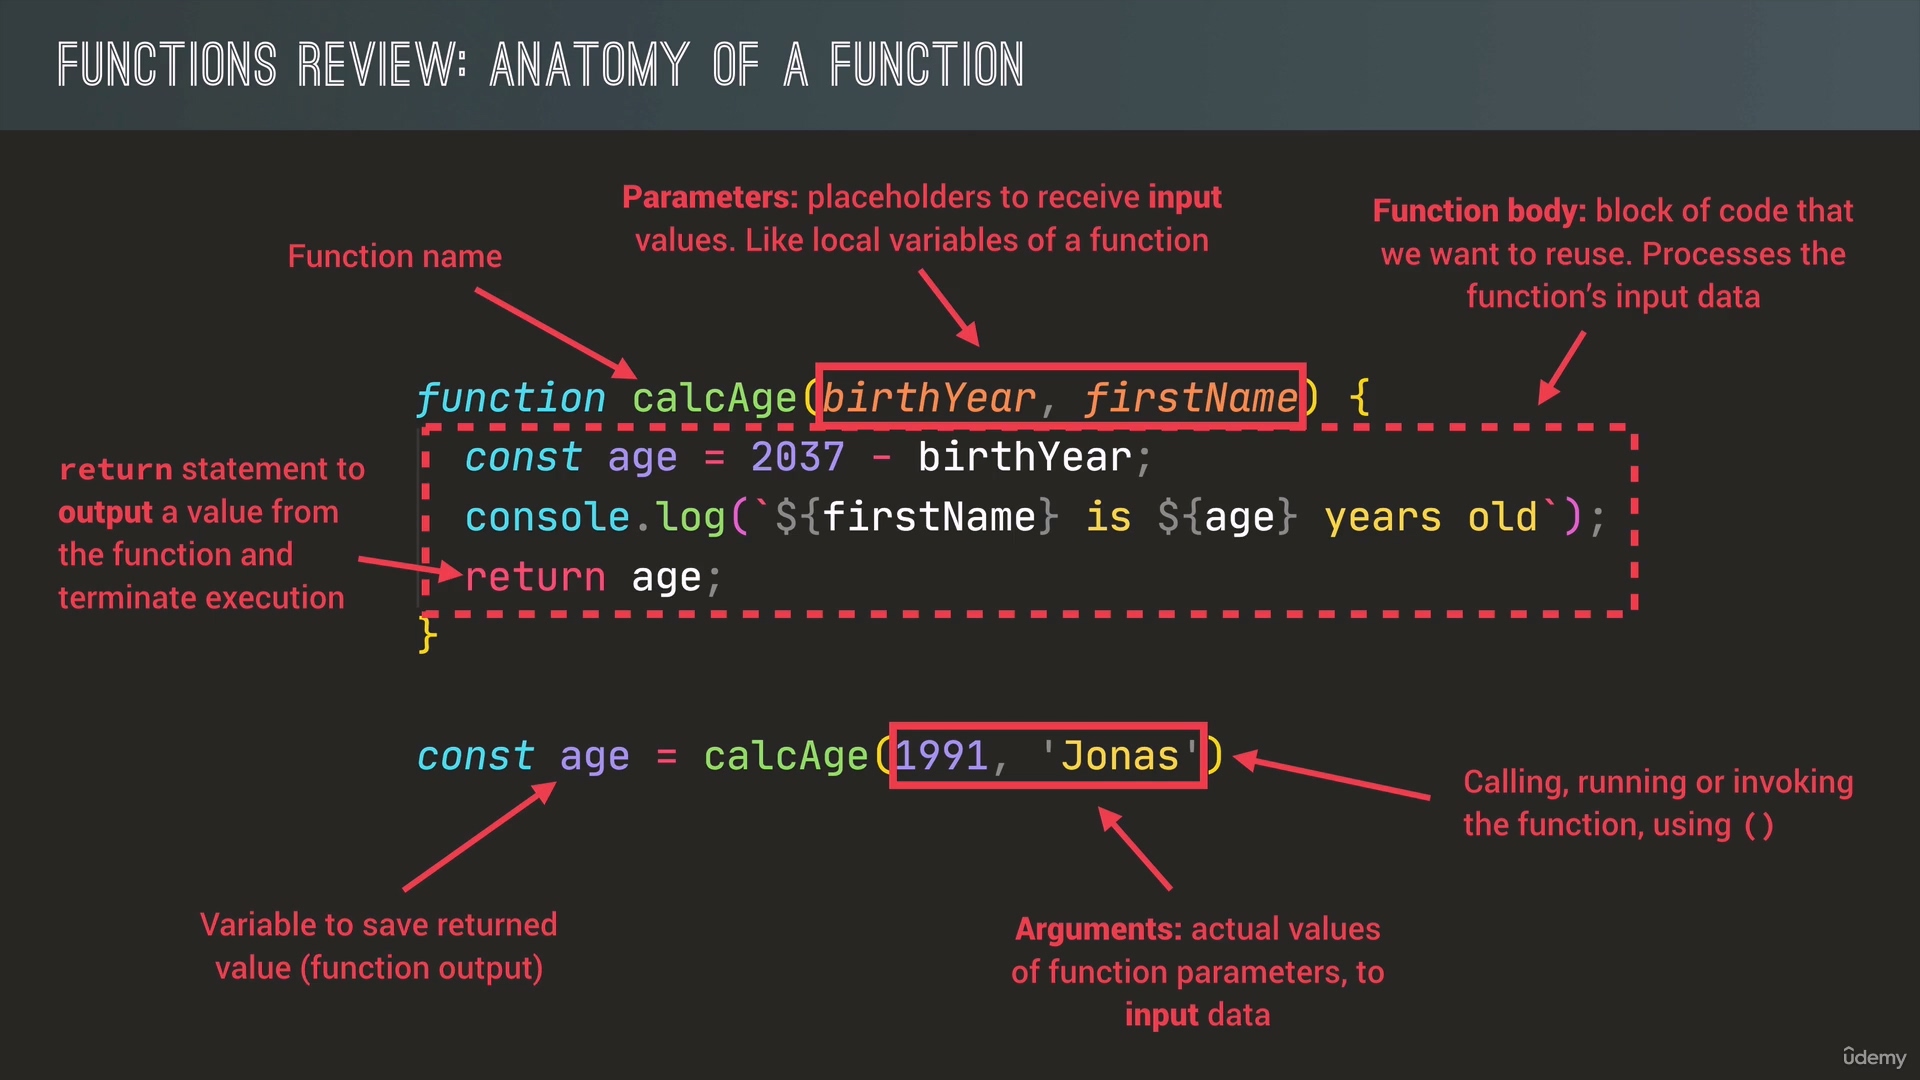 FUNCTIONS REVIEW: ANATOMY OF A FUNCTION
Function name
Parameters: placeholders to receive input
values. Like local variables of a function
Function body: block of code that
we want to reuse. Processes the
function’s input data
function calcAge(birthYear, firstName) {
const age = 2037 - birthYear;
console.log(`${firstName} is ${age} years old`);
return age;
}
return statement to
output a value from
the function and
terminate execution
const age = calcAge(1991, 'Jonas')
Calling, running or invoking
the function, using ()
Variable to save returned
value (function output)
Arguments: actual values
of function parameters, to
input data
ûdemy